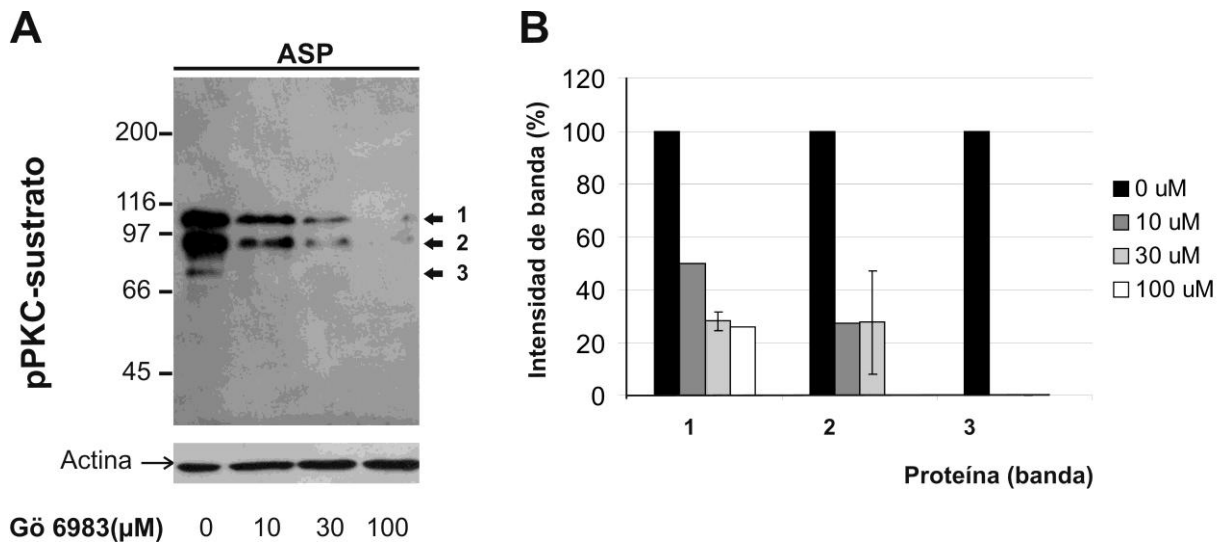 A
ASP
pPKC-sustrato
200
116
97
66
45
1
2
3
Actina
Gö 6983(µM) 0 10 30 100
B
Intensidad de banda (%)
120
100
80
60
40
20
0
1 2 3
Proteína (banda)
0 uM
10 uM
30 uM
100 uM